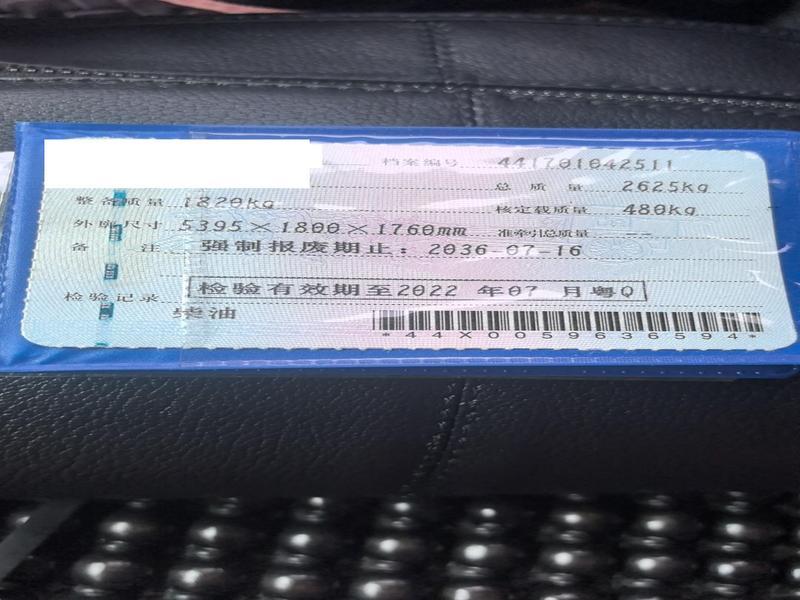 档案编号 441701042511
总质量 2625kg
整备质量 1820kg 核定载质量 480kg
外廓尺寸 5395×1800×1760mm 准牵引总质量 —
备注 强制报废期止：2036-07-16
检验记录 检验有效期至2022 年07 月粤Q
柴油
*44X0059636594*